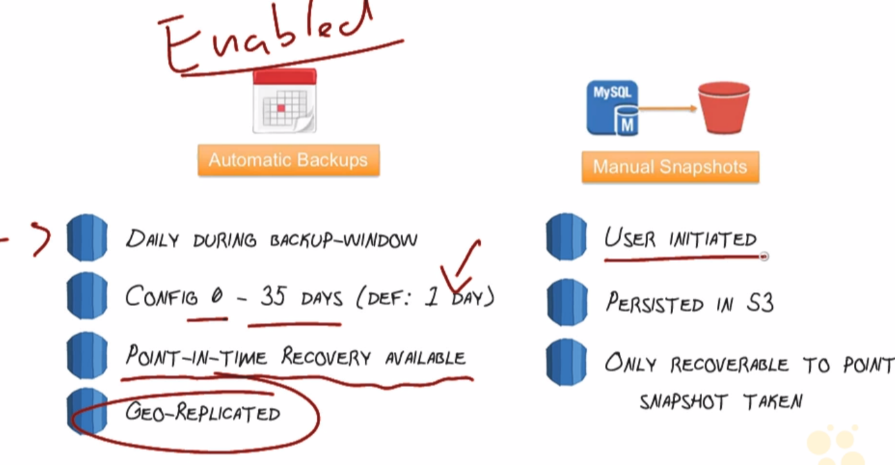 Enabled
MySQL
M
Automatic Backups
Manual Snapshots
DAILY DURING BACKUP-WINDOW
CONFIG 0 - 35 DAYS (DEF: 1 DAY)
POINT-IN-TIME RECOVERY AVAILABLE
GEO-REPLICATED
USER INITIATED
PERSISTED IN S3
ONLY RECOVERABLE TO POINT
SNAPSHOT TAKEN